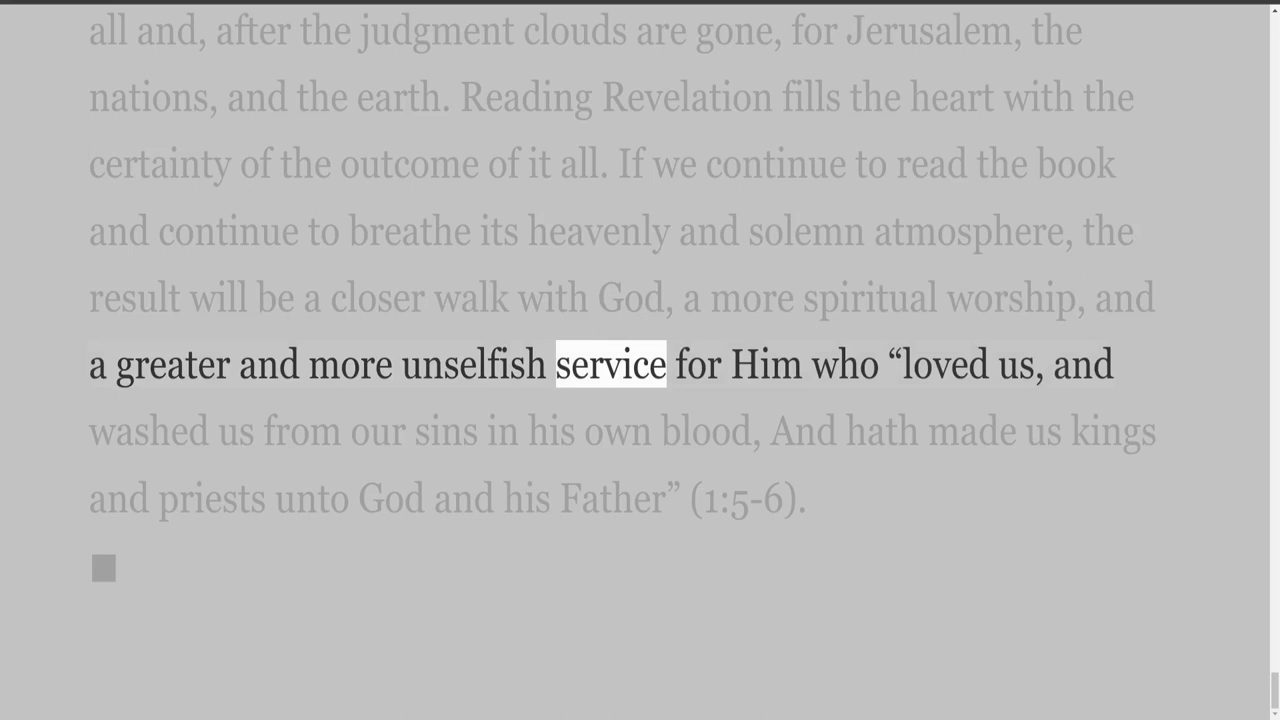 all and, after the judgment clouds are gone, for Jerusalem, the
nations, and the earth. Reading Revelation fills the heart with the
certainty of the outcome of it all. If we continue to read the book
and continue to breathe its heavenly and solemn atmosphere, the
result will be a closer walk with God, a more spiritual worship, and
a greater and more unselfish service for Him who “loved us, and
washed us from our sins in his own blood, And hath made us kings
and priests unto God and his Father” (1:5-6).
■